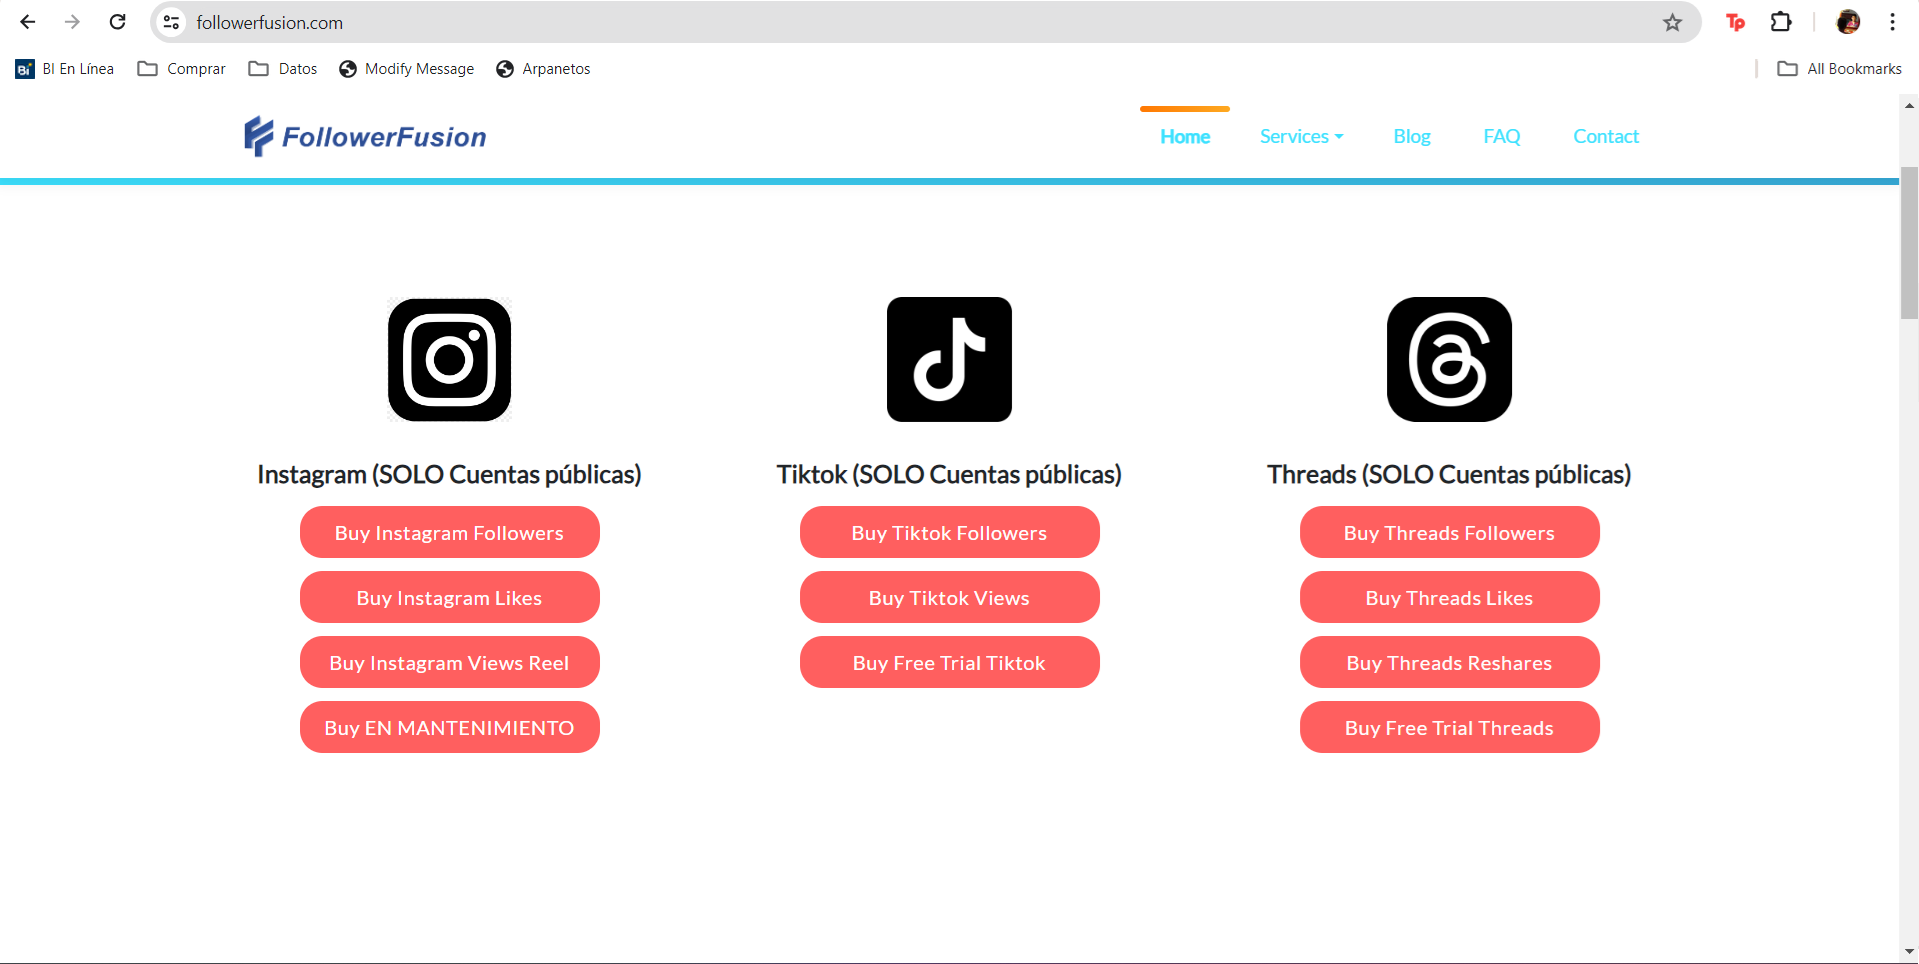 followerfusion.com
Tp
Bi BI En Línea Comprar Datos Modify Message Arpanetos All Bookmarks
FollowerFusion Home Services Blog FAQ Contact
Instagram (SOLO Cuentas públicas)
Buy Instagram Followers
Buy Instagram Likes
Buy Instagram Views Reel
Buy EN MANTENIMIENTO
Tiktok (SOLO Cuentas públicas)
Buy Tiktok Followers
Buy Tiktok Views
Buy Free Trial Tiktok
Threads (SOLO Cuentas públicas)
Buy Threads Followers
Buy Threads Likes
Buy Threads Reshares
Buy Free Trial Threads